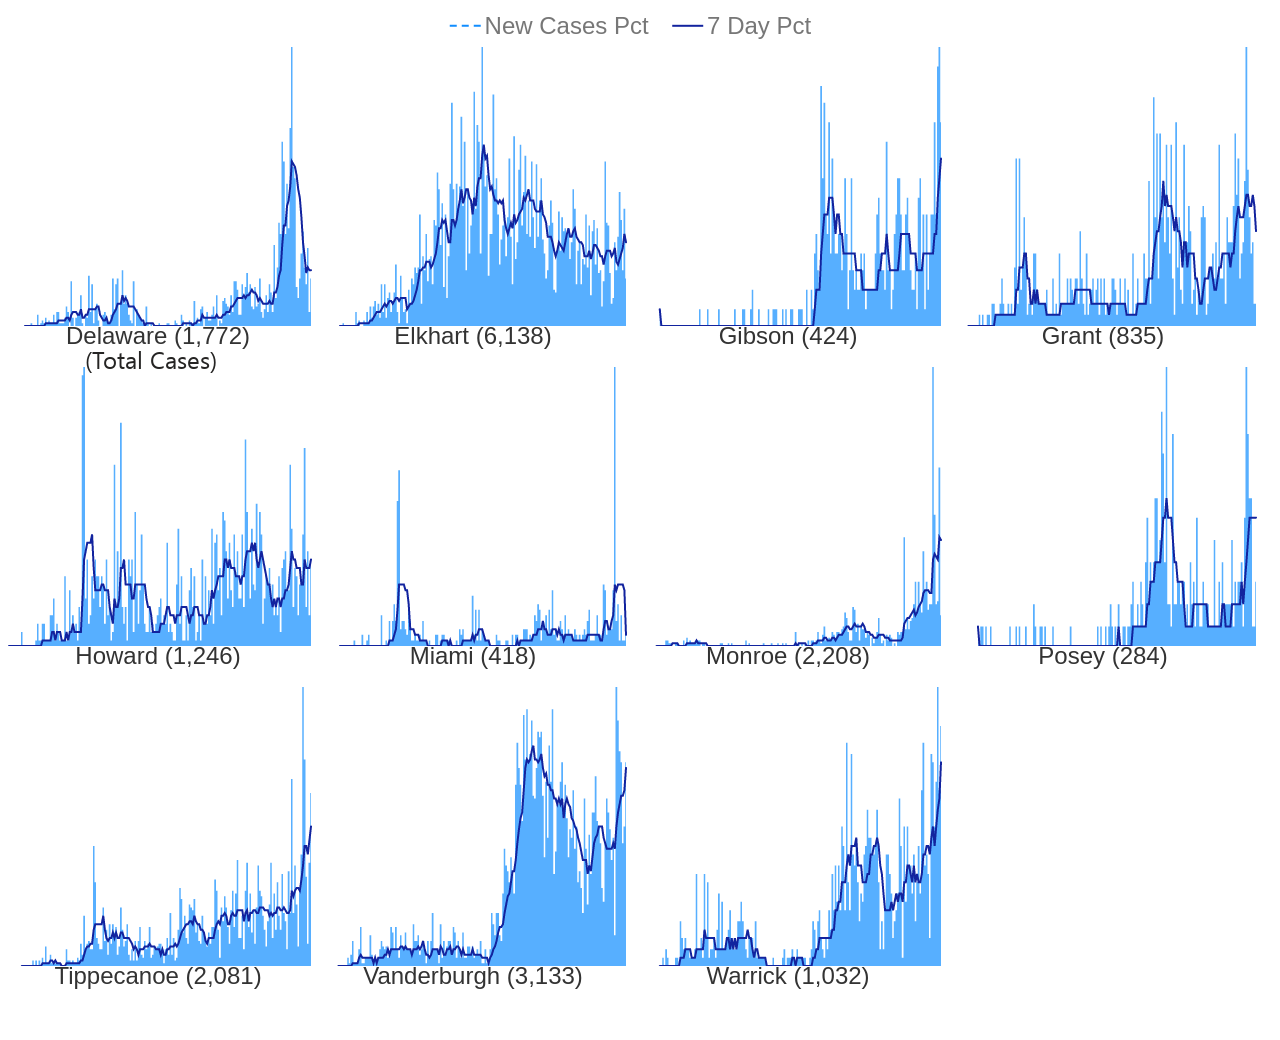 New Cases Pct 7 Day Pct
Delaware (1,772) Elkhart (6,138) Gibson (424) Grant (835)
(Total Cases)
Howard (1,246) Miami (418) Monroe (2,208) Posey (284)
Tippecanoe (2,081) Vanderburgh (3,133) Warrick (1,032)